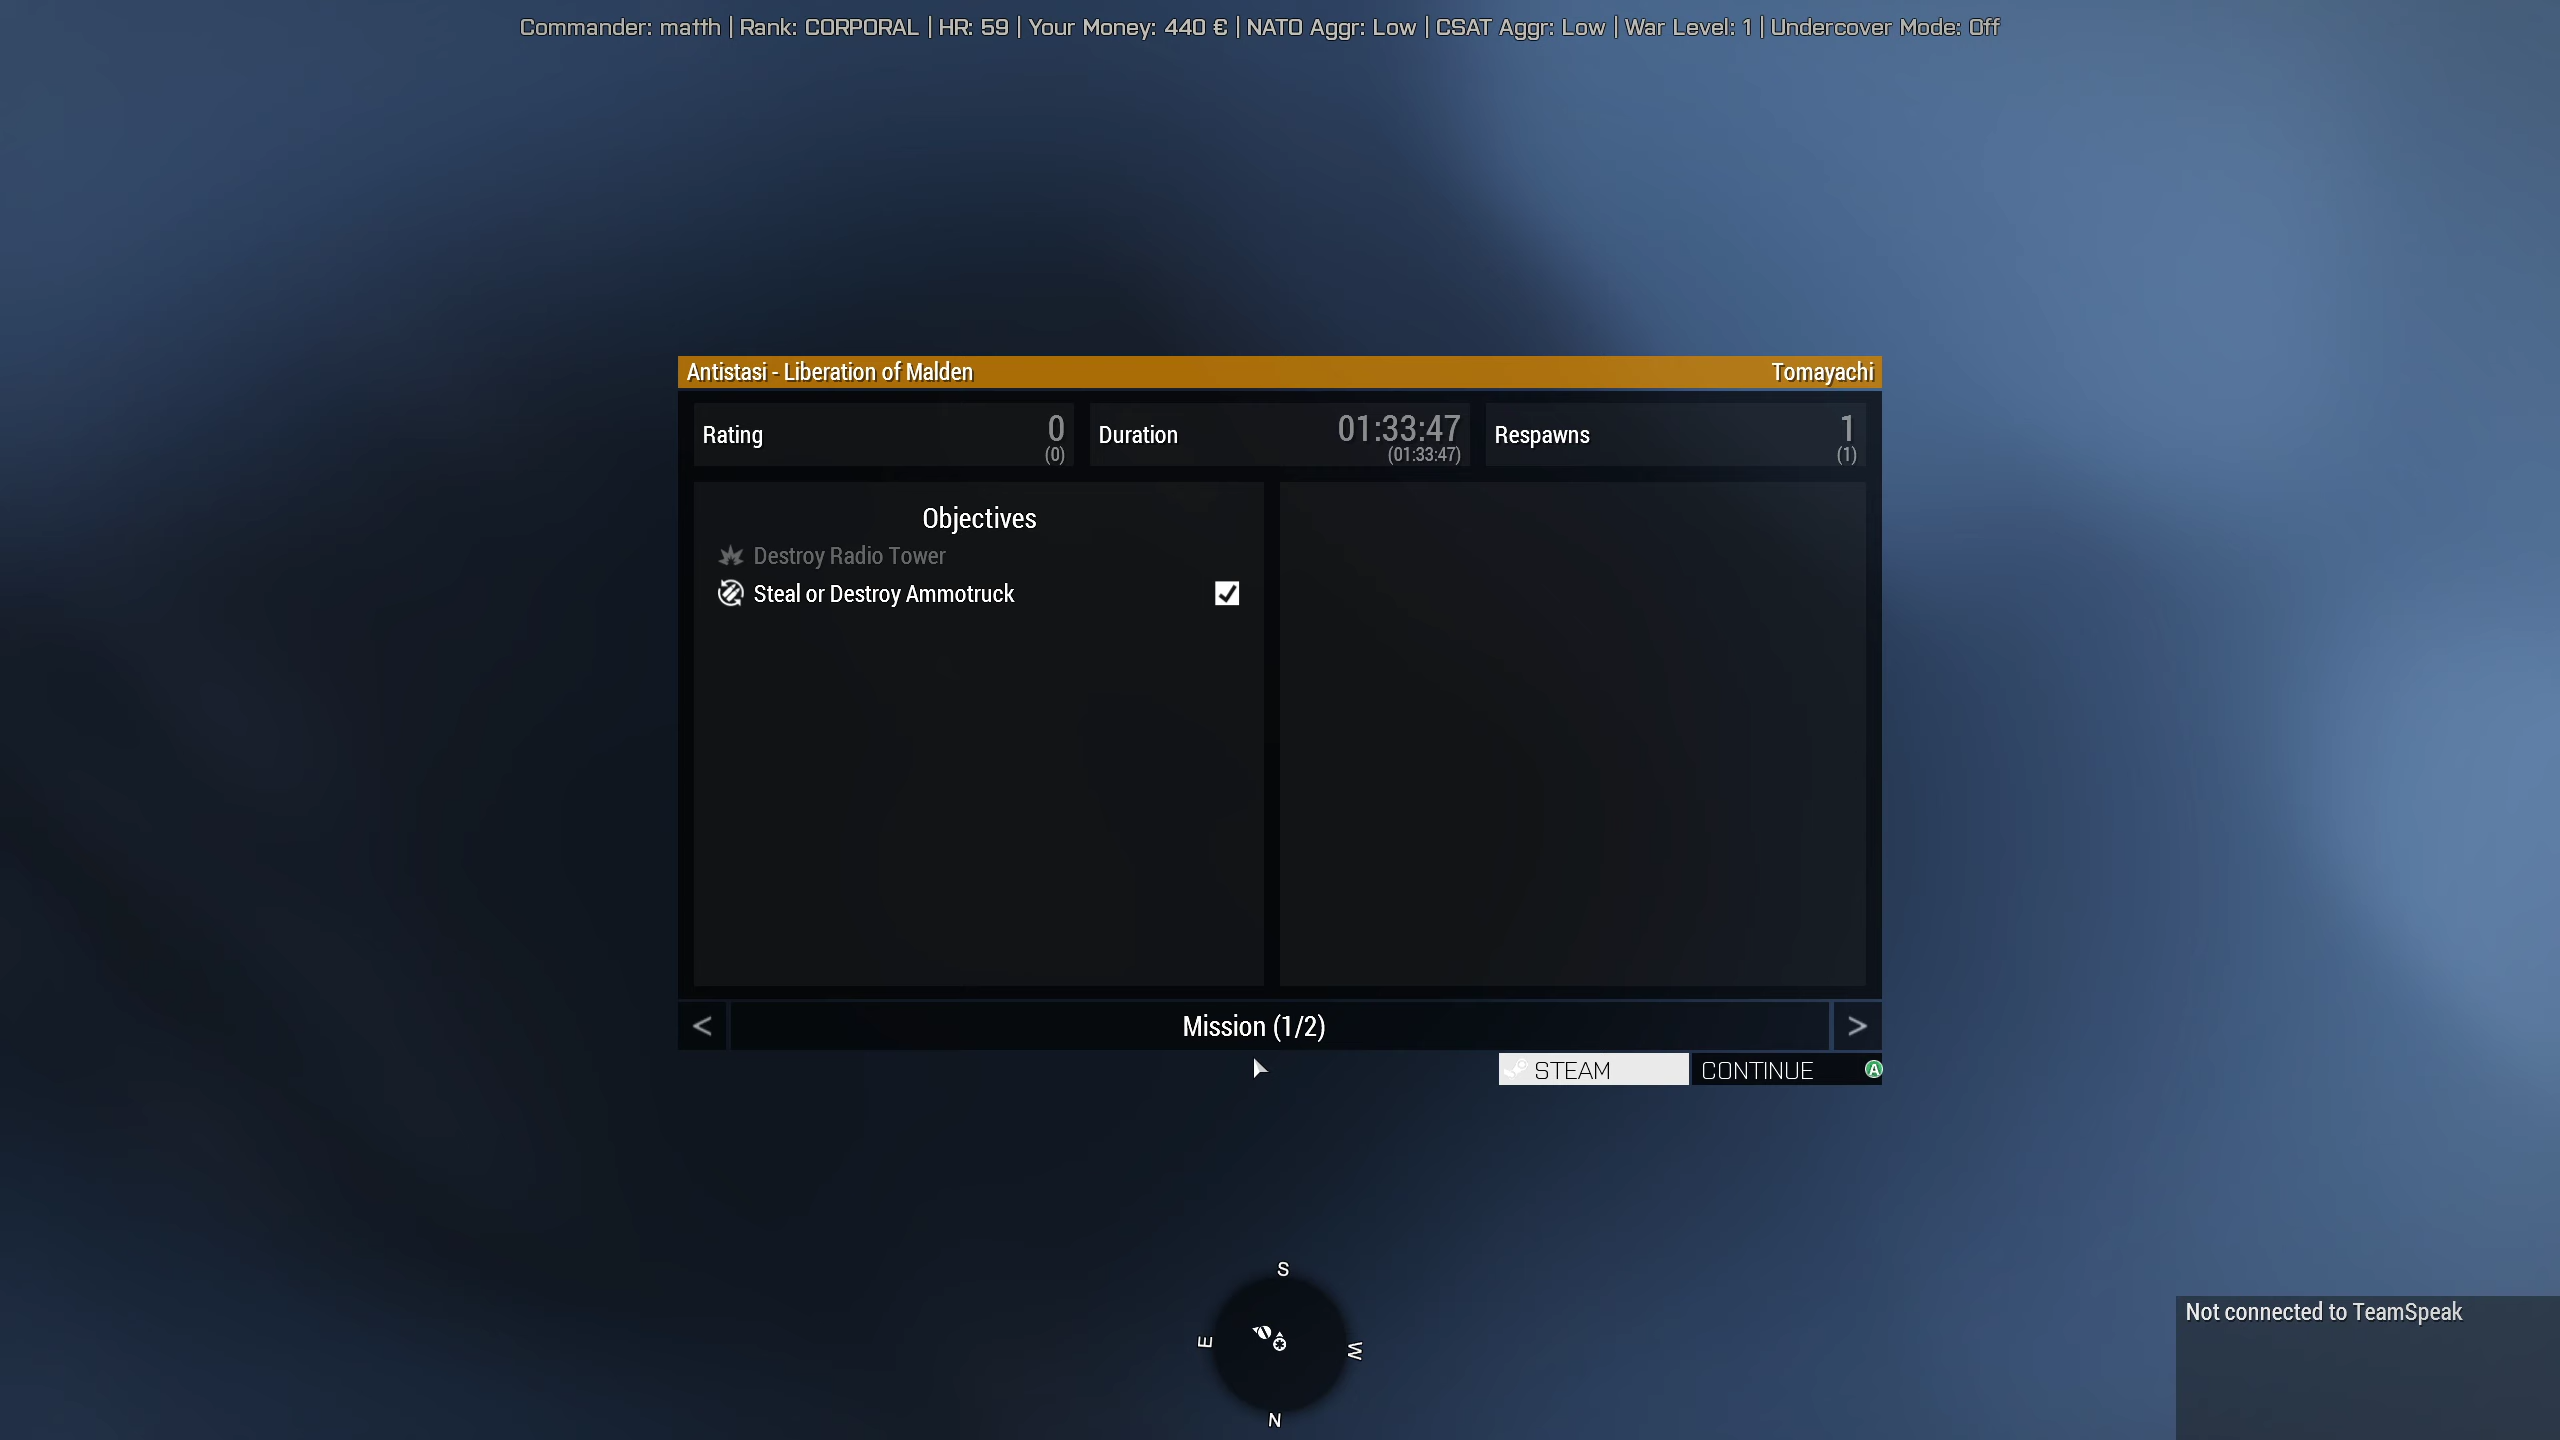 Commander: matth | Rank: CORPORAL | HR: 59 | Your Money: 440 € | NATO Aggr: Low | CSAT Aggr: Low | War Level: 1 | Undercover Mode: Off
Antistasi - Liberation of Malden Tomayachi
Rating 0 (0) Duration 01:33:47 (01:33:47) Respawns 1 (1)
Objectives
Destroy Radio Tower
Steal or Destroy Ammotruck
< Mission (1/2) >
STEAM CONTINUE A
S
E W
N
Not connected to TeamSpeak